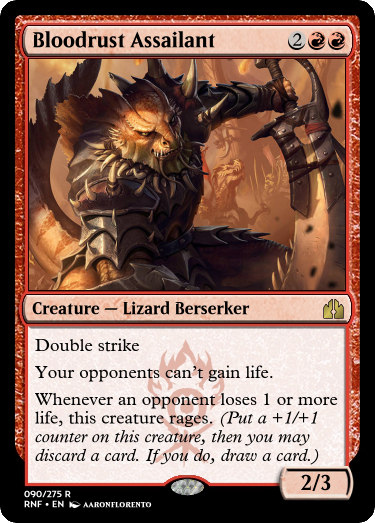 Bloodrust Assailant 2
Creature — Lizard Berserker
Double strike
Your opponents can't gain life.
Whenever an opponent loses 1 or more
life, this creature rages. (Put a +1/+1
counter on this creature, then you may
discard a card. If you do, draw a card.)
2/3
090/275 R
RNF • EN AARONFLORENTO